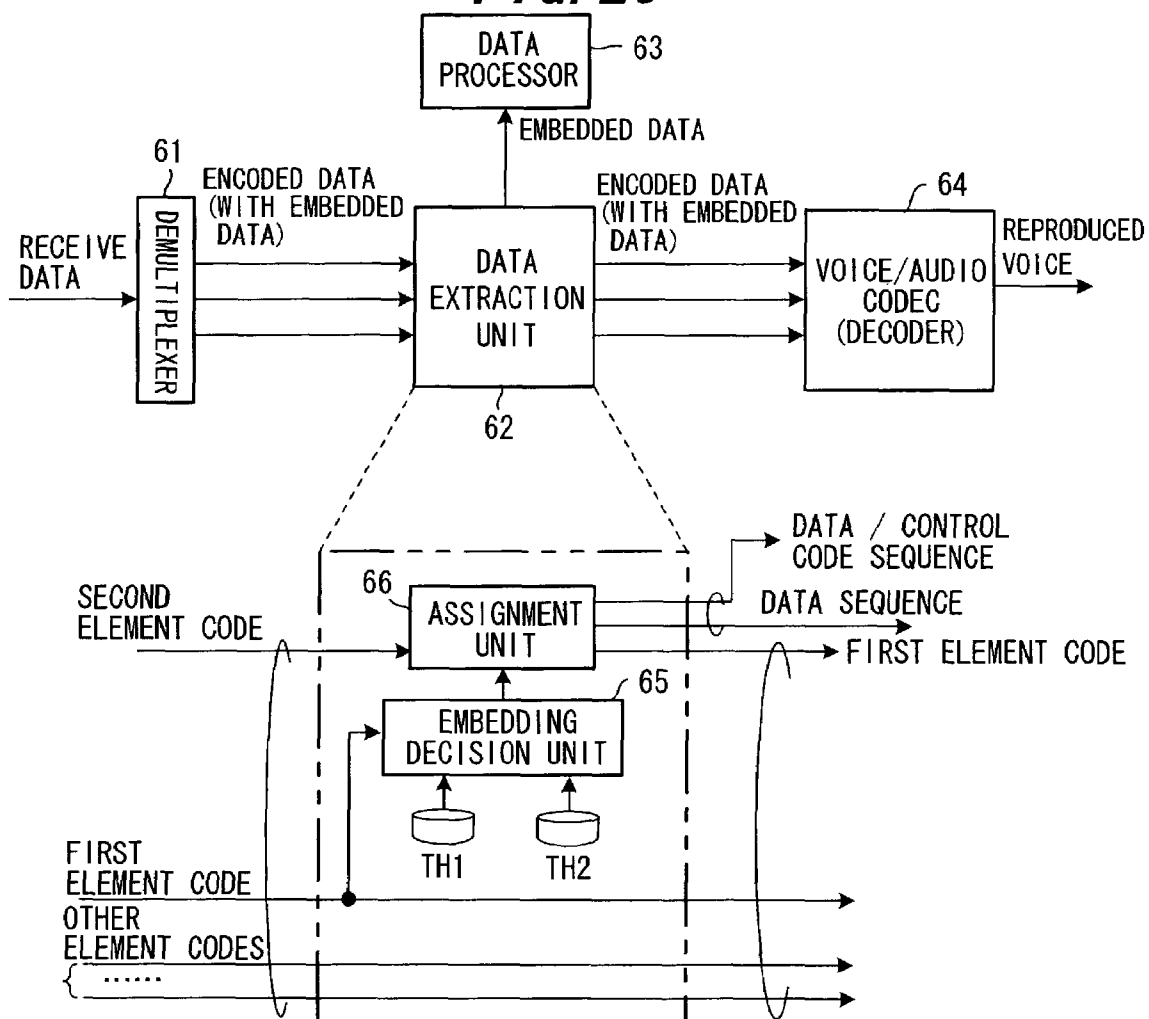 DATA
PROCESSOR
63
EMBEDDED DATA
61
ENCODED DATA
(WITH EMBEDDED
DATA)
ENCODED DATA
(WITH EMBEDDED
DATA)
64
RECEIVE
DATA
DEMULTIPLEXER
DATA
EXTRACTION
UNIT
VOICE/AUDIO
CODEC
(DECODER)
REPRODUCED
VOICE
62
DATA / CONTROL
CODE SEQUENCE
66
SECOND
ELEMENT CODE
ASSIGNMENT
UNIT
DATA SEQUENCE
FIRST ELEMENT CODE
65
EMBEDDING
DECISION UNIT
TH1
TH2
FIRST
ELEMENT CODE
OTHER
ELEMENT CODES
......